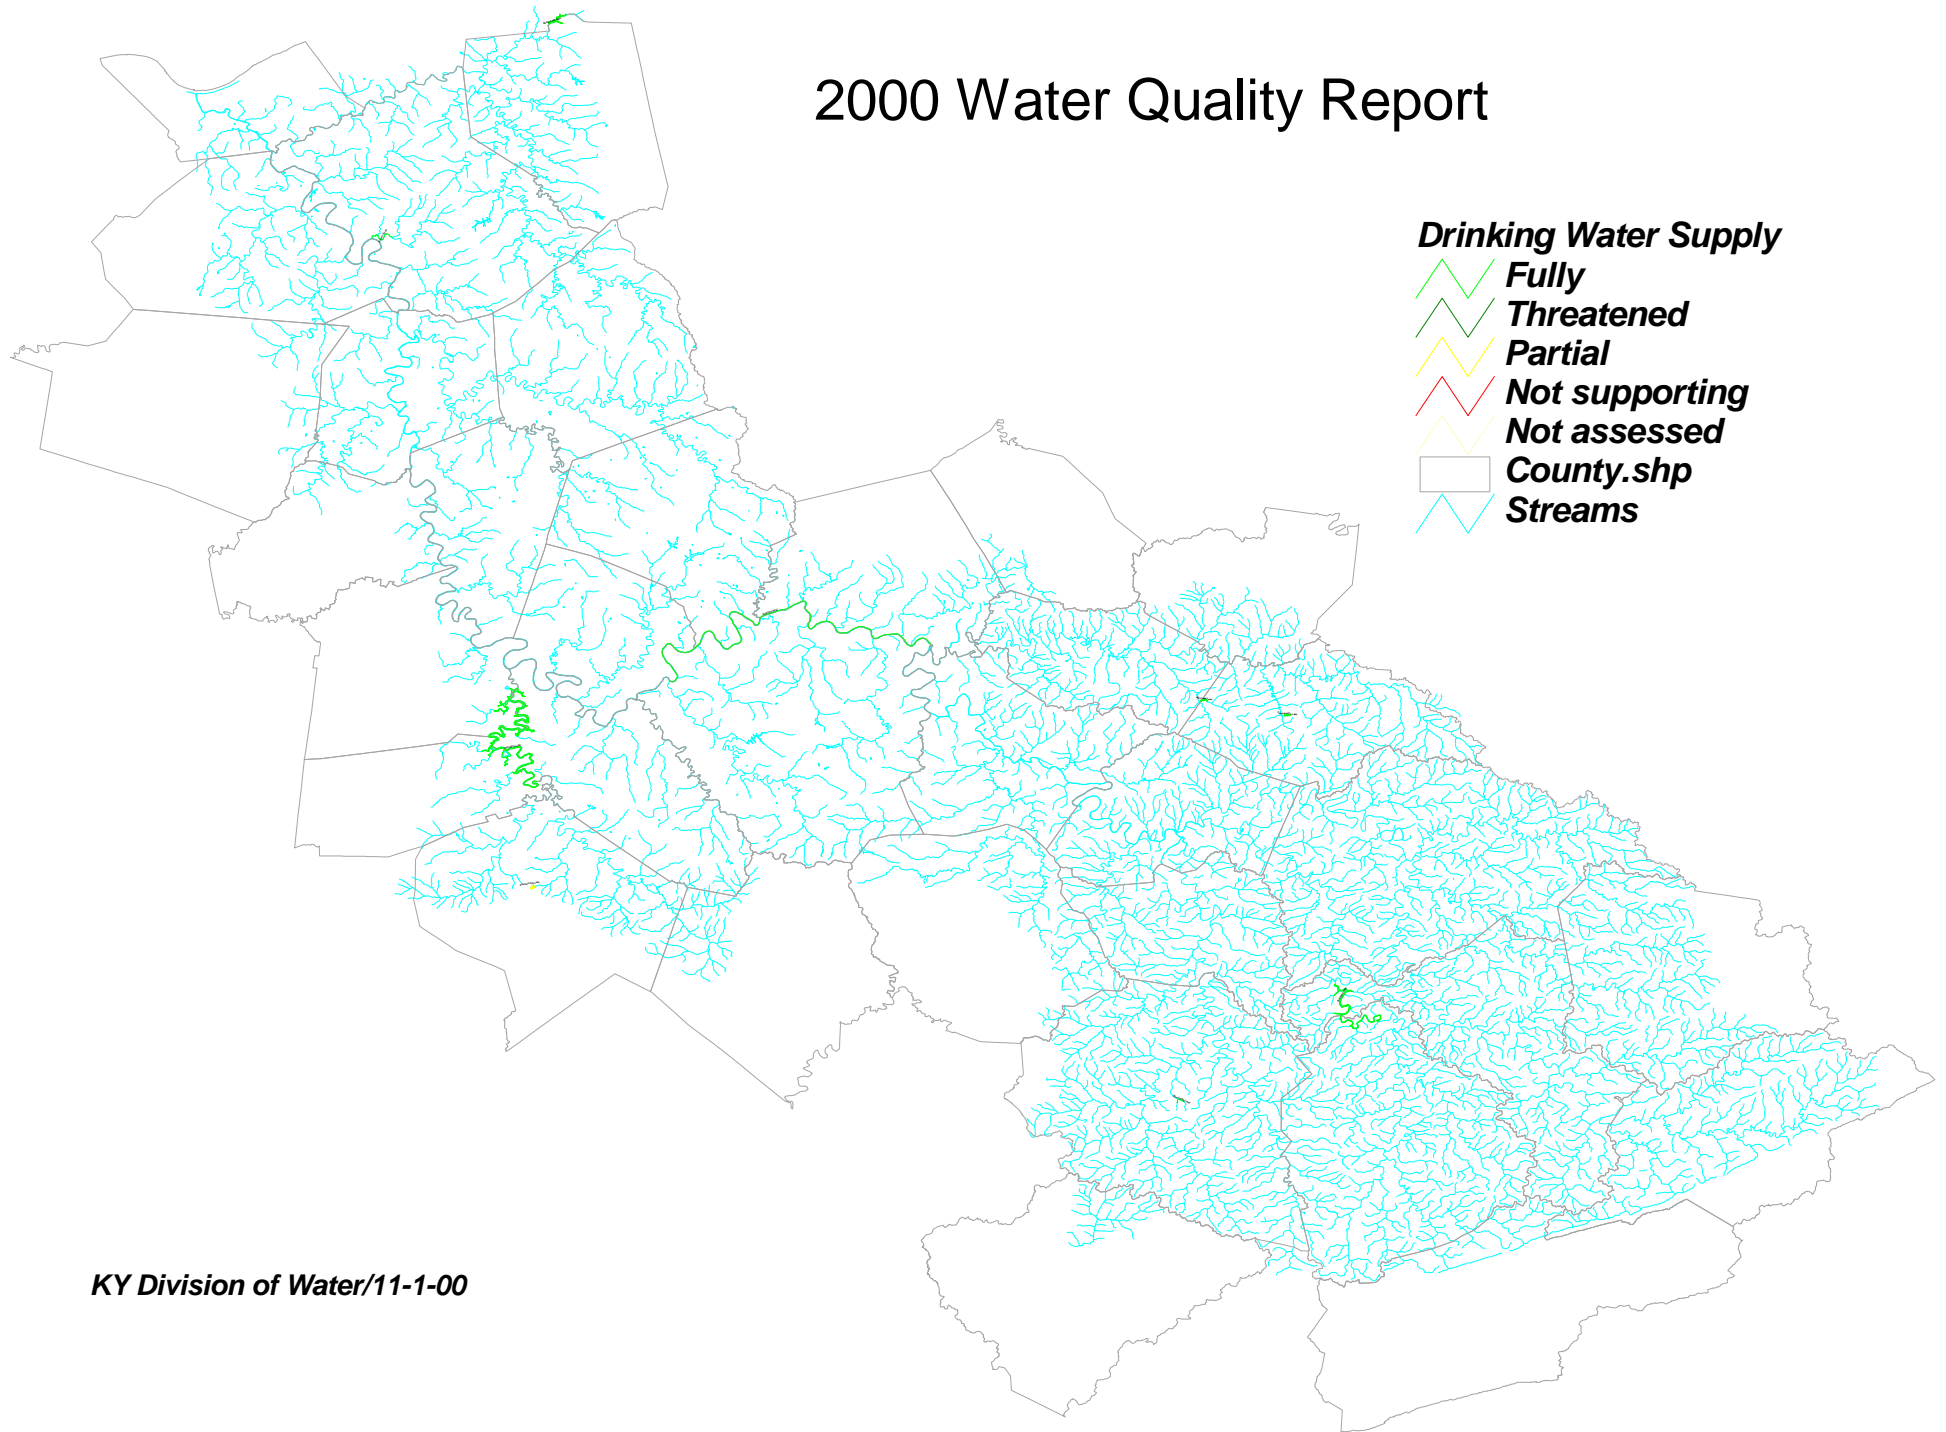 2000 Water Quality Report
Drinking Water Supply
Fully
Threatened
Partial
Not supporting
Not assessed
County.shp
Streams
KY Division of Water/11-1-00